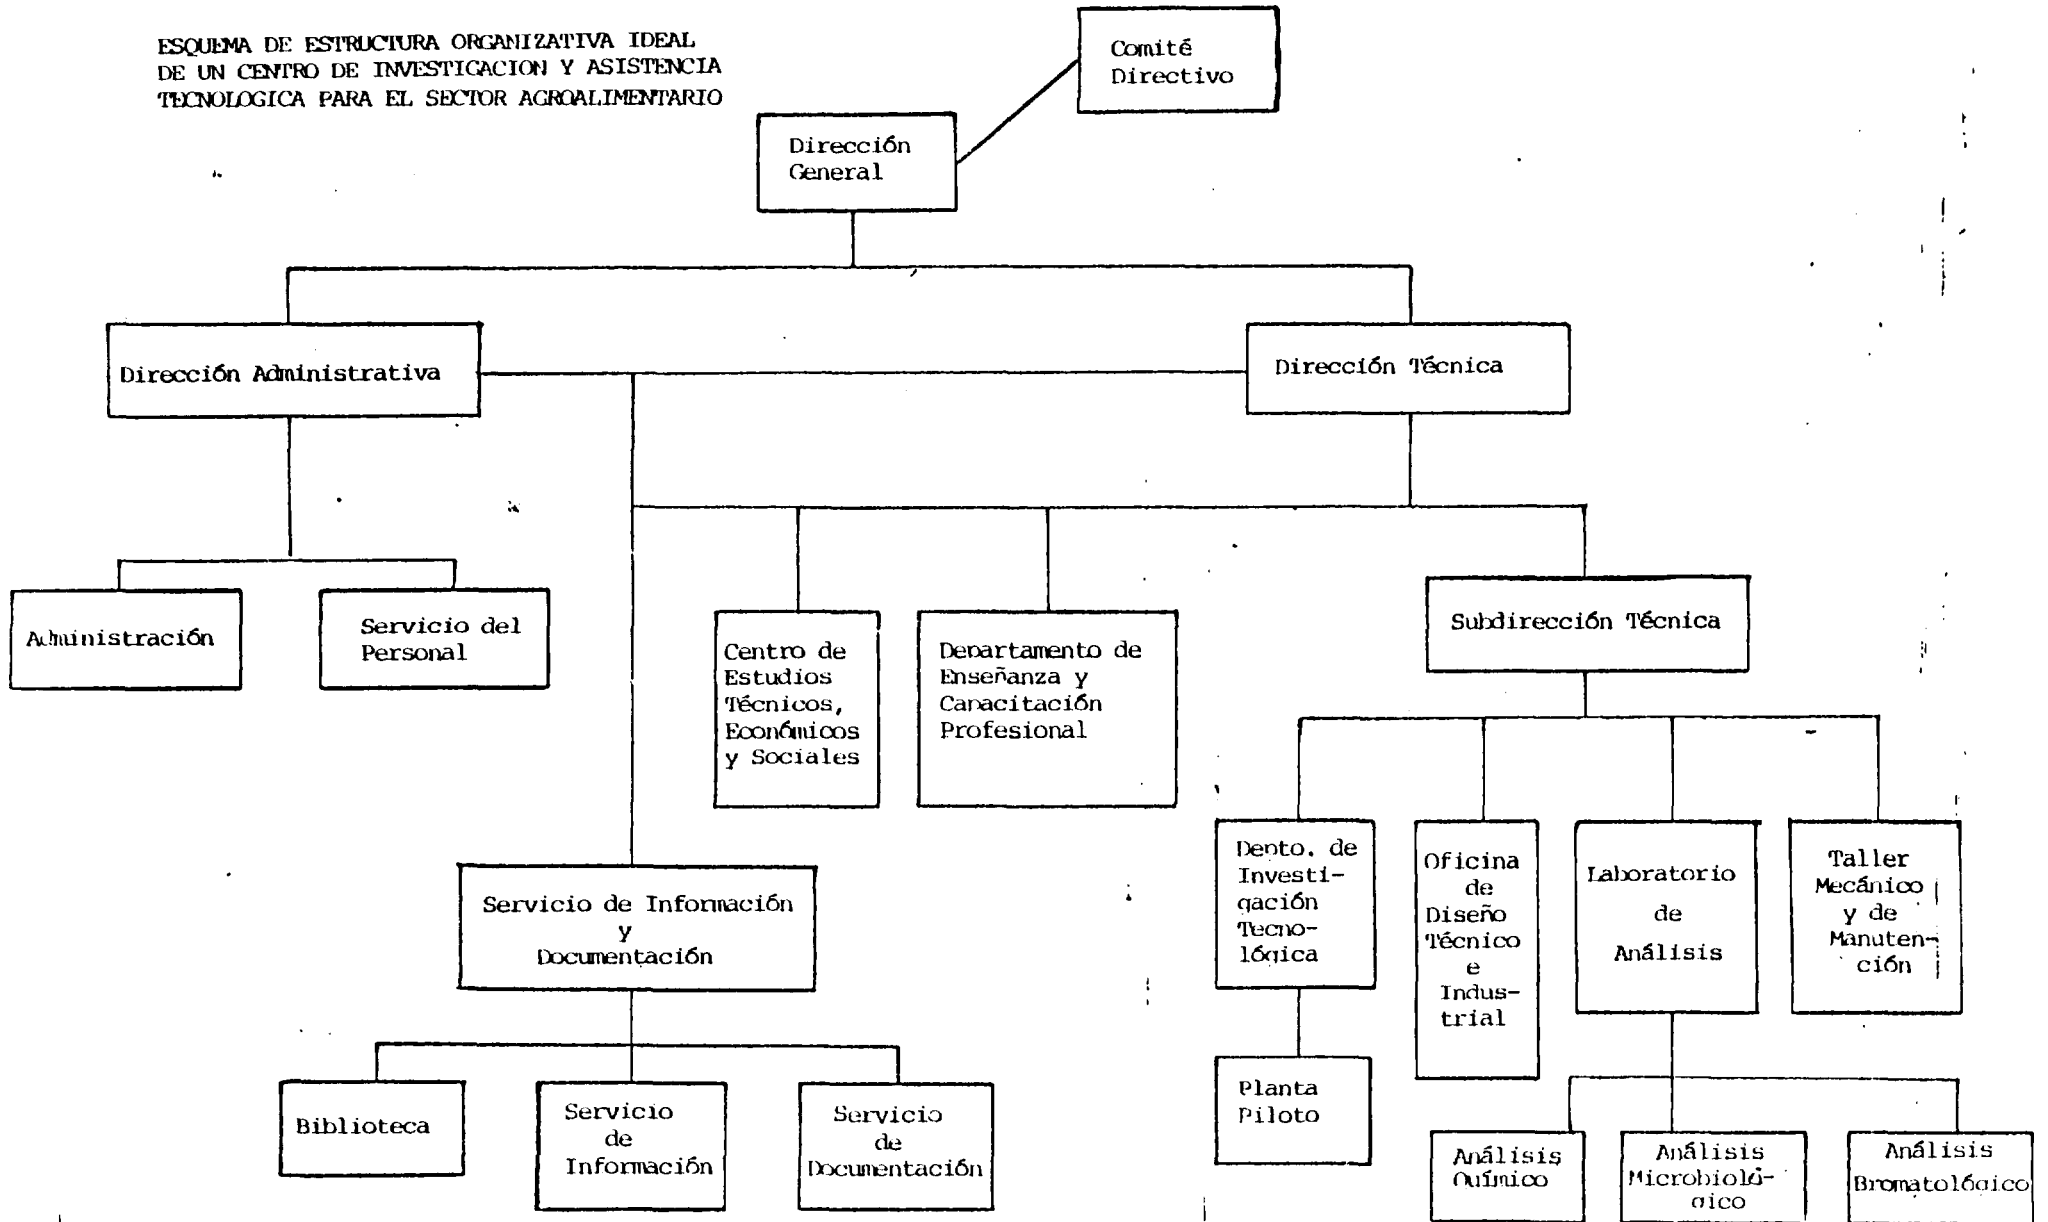 ESQUEMA DE ESTRUCTURA ORGANIZATIVA IDEAL
DE UN CENTRO DE INVESTIGACION Y ASISTENCIA
TECNOLOGICA PARA EL SECTOR AGROALIMENTARIO
Comité
Directivo
Dirección
General
Dirección Administrativa
Dirección Técnica
Administración
Servicio del
Personal
Centro de
Estudios
Técnicos,
Económicos
y Sociales
Departamento de
Enseñanza y
Capacitación
Profesional
Subdirección Técnica
Servicio de Información
y
Documentación
Biblioteca
Servicio
de
Información
Servicio
de
Documentación
Depto. de
Investi-
gación
Tecno-
lógica
Oficina
de
Diseño
Técnico
e
Indus-
trial
Laboratorio
de
Análisis
Taller
Mecánico
y de
Manuten-
ción
Planta
Piloto
Análisis
Químico
Análisis
Microbioló-
gico
Análisis
Bromatológico